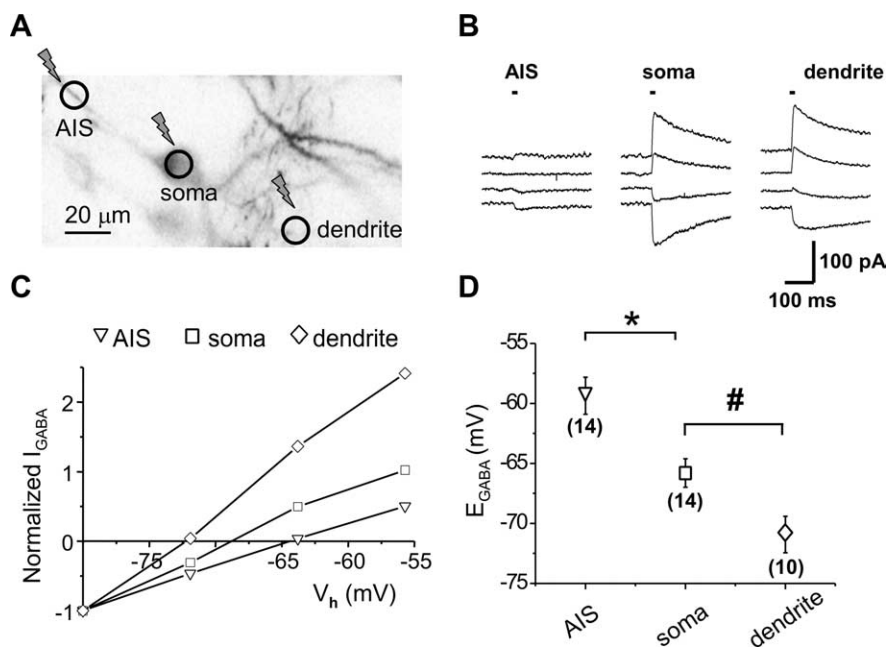 A
AIS
soma
dendrite
20 μm
B
AIS soma dendrite
100 pA
100 ms
C
AIS soma dendrite
Normalized I_GABA
2
1
0
-1
-75 -65 -55
V_h (mV)
D
*
#
E_GABA (mV)
-55
-60
-65
-70
-75
(14)
(14)
(10)
AIS soma dendrite